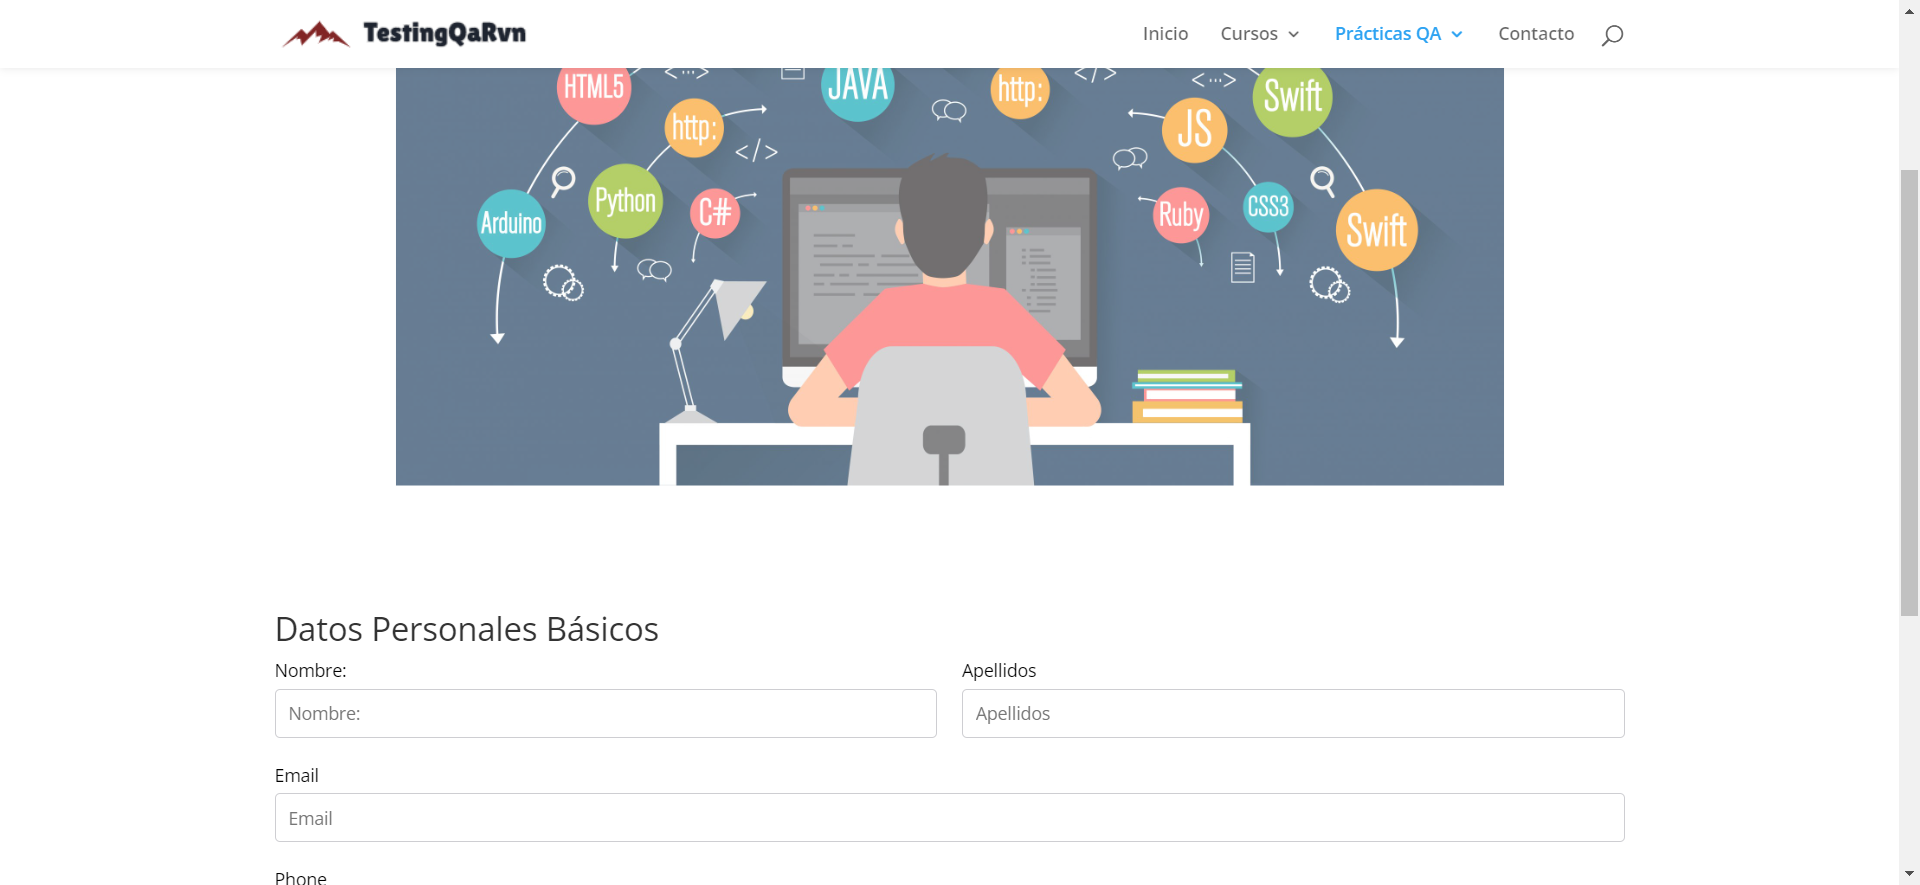 TestingQaRvn
Inicio Cursos Prácticas QA Contacto
HTML5 <···> JAVA http: </> <···> Swift
http: </> JS
Arduino Python C# Ruby CSS3 Swift
Datos Personales Básicos
Nombre: Apellidos
Nombre: Apellidos
Email
Email
Phone